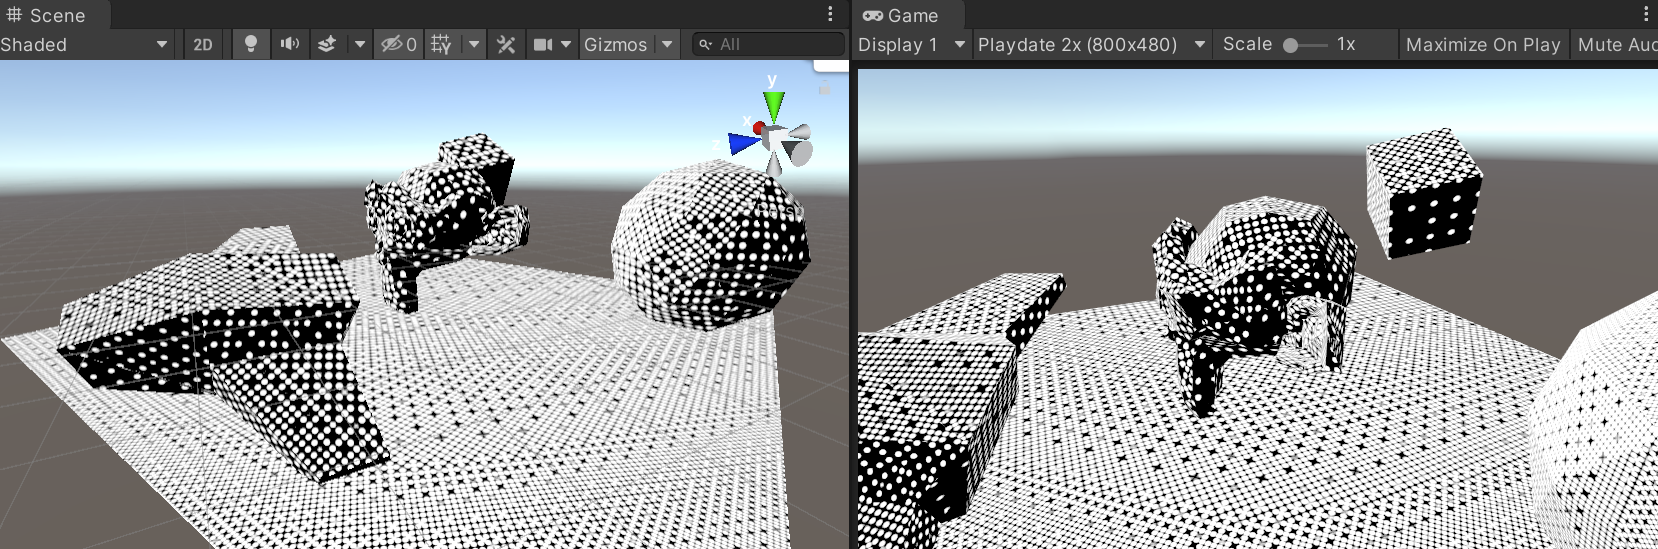 Scene
Shaded 2D 0 Gizmos All
y
x
z
Game
Display 1 Playdate 2x (800x480) Scale 1x Maximize On Play Mute Aud